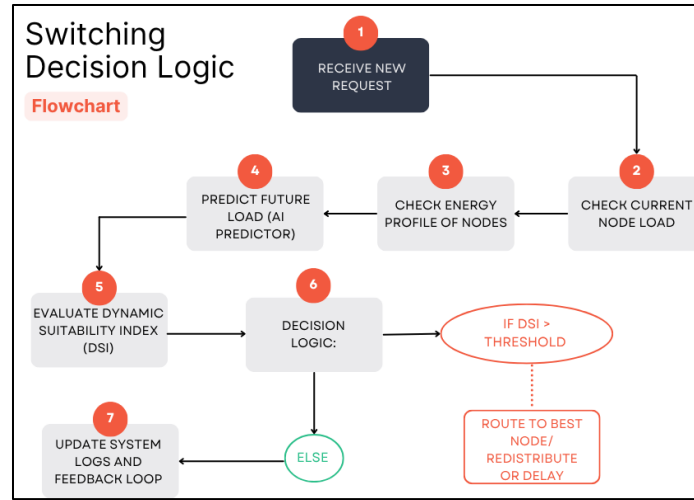 Switching
Decision Logic
Flowchart
1
RECEIVE NEW
REQUEST
2
CHECK CURRENT
NODE LOAD
3
CHECK ENERGY
PROFILE OF NODES
4
PREDICT FUTURE
LOAD (AI
PREDICTOR)
5
EVALUATE DYNAMIC
SUITABILITY INDEX
(DSI)
6
DECISION
LOGIC:
IF DSI >
THRESHOLD
ROUTE TO BEST
NODE/
REDISTRIBUTE
OR DELAY
ELSE
7
UPDATE SYSTEM
LOGS AND
FEEDBACK LOOP